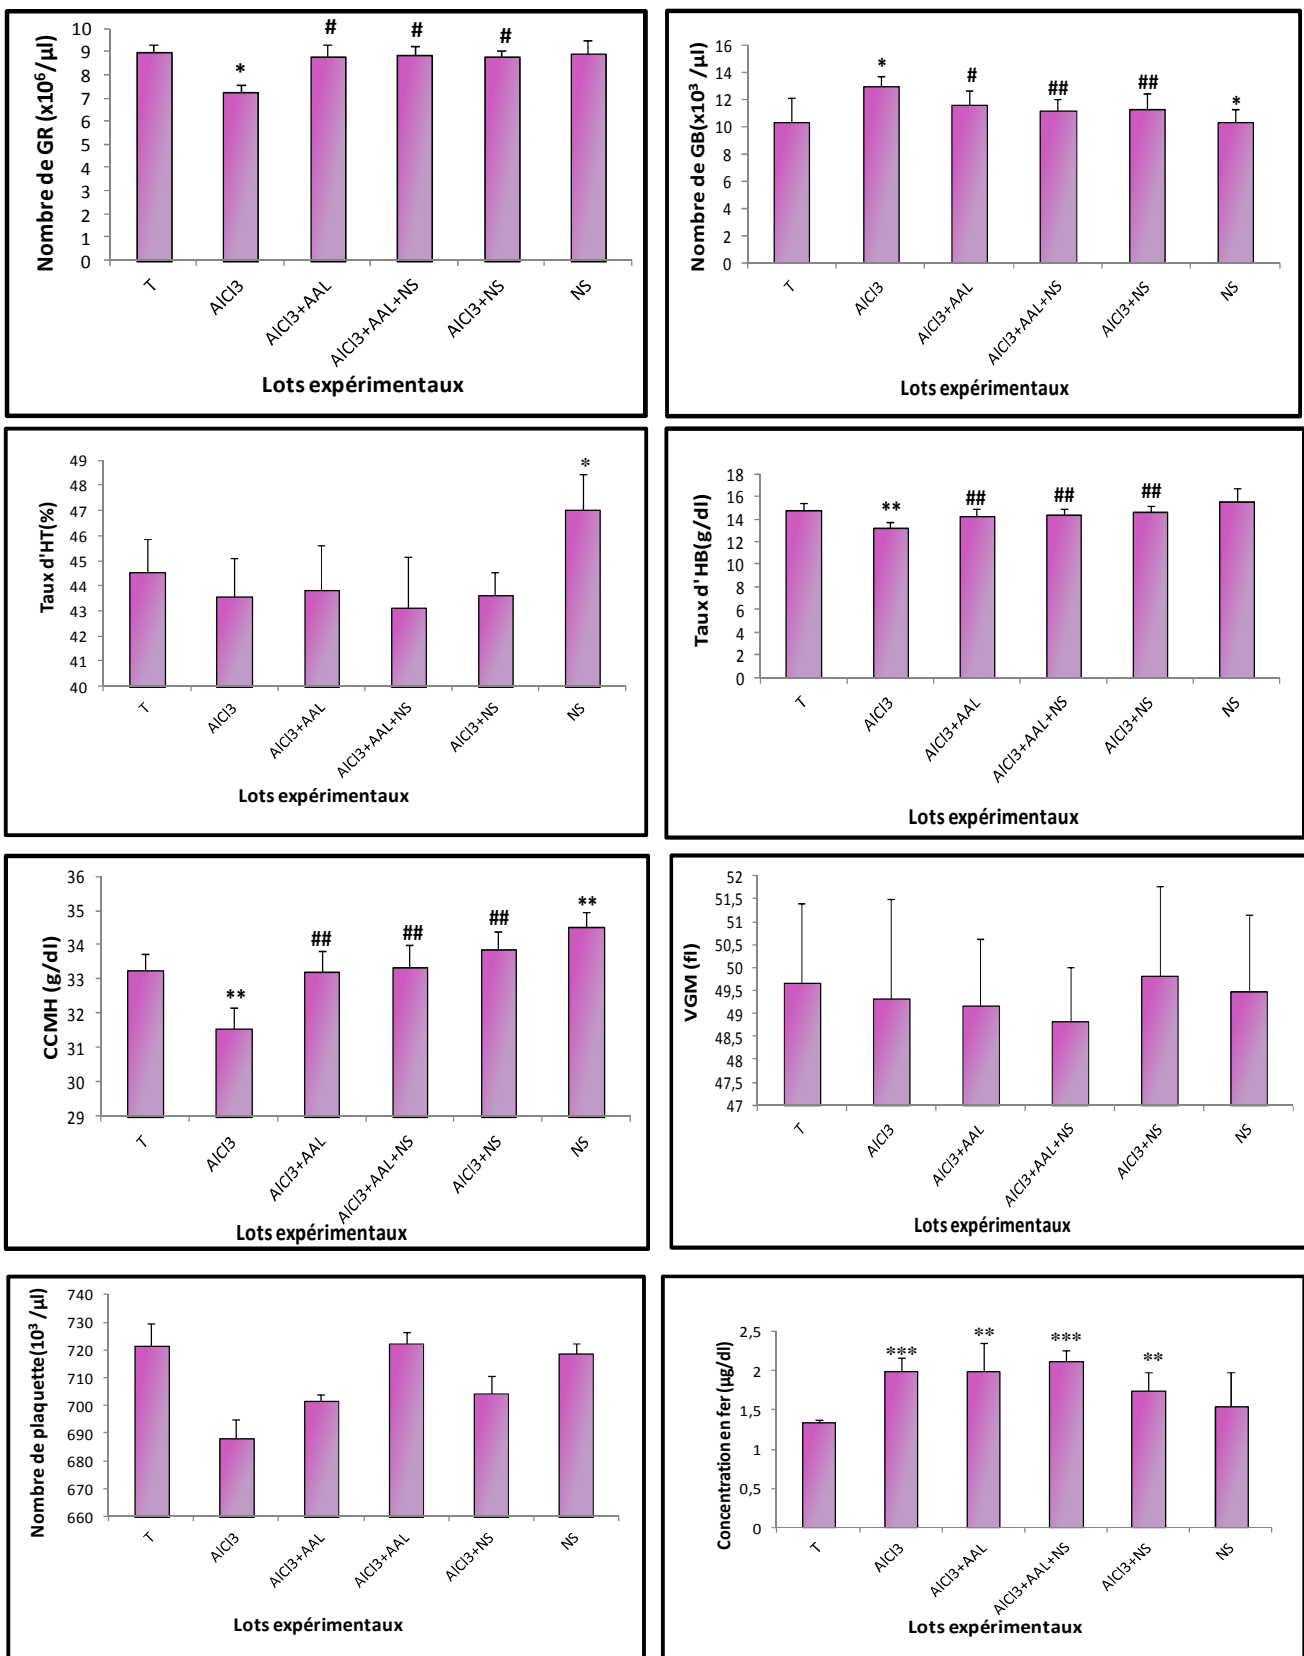 Nombre de GR (x10⁶/µl)
10
9
8
7
6
5
4
3
2
1
0
*
#
#
#
T
AlCl3
AlCl3+AAL
AlCl3+AAL+NS
AlCl3+NS
NS
Lots expérimentaux
Nombre de GB(x10³ /µl)
16
14
12
10
8
6
4
2
0
*
#
##
##
*
T
AlCl3
AlCl3+AAL
AlCl3+AAL+NS
AlCl3+NS
NS
Lots expérimentaux
Taux d'HT(%)
49
48
47
46
45
44
43
42
41
40
*
T
AlCl3
AlCl3+AAL
AlCl3+AAL+NS
AlCl3+NS
NS
Lots expérimentaux
Taux d'HB(g/dl)
18
16
14
12
10
8
6
4
2
0
**
##
##
##
T
AlCl3
AlCl3+AAL
AlCl3+AAL+NS
AlCl3+NS
NS
Lots expérimentaux
CCMH (g/dl)
36
35
34
33
32
31
30
29
**
##
##
##
**
T
AlCl3
AlCl3+AAL
AlCl3+AAL+NS
AlCl3+NS
NS
Lots expérimentaux
VGM (fl)
52
51,5
51
50,5
50
49,5
49
48,5
48
47,5
47
T
AlCl3
AlCl3+AAL
AlCl3+AAL+NS
AlCl3+NS
NS
Lots expérimentaux
Nombre de plaquette(10³ /µl)
740
730
720
710
700
690
680
670
660
T
AlCl3
AlCl3+AAL
AlCl3+AAL
AlCl3+NS
NS
Lots expérimentaux
Concentration en fer (µg/dl)
2,5
2
1,5
1
0,5
0
***
**
***
**
T
AlCl3
AlCl3+AAL
AlCl3+AAL+NS
AlCl3+NS
NS
Lots expérimentaux